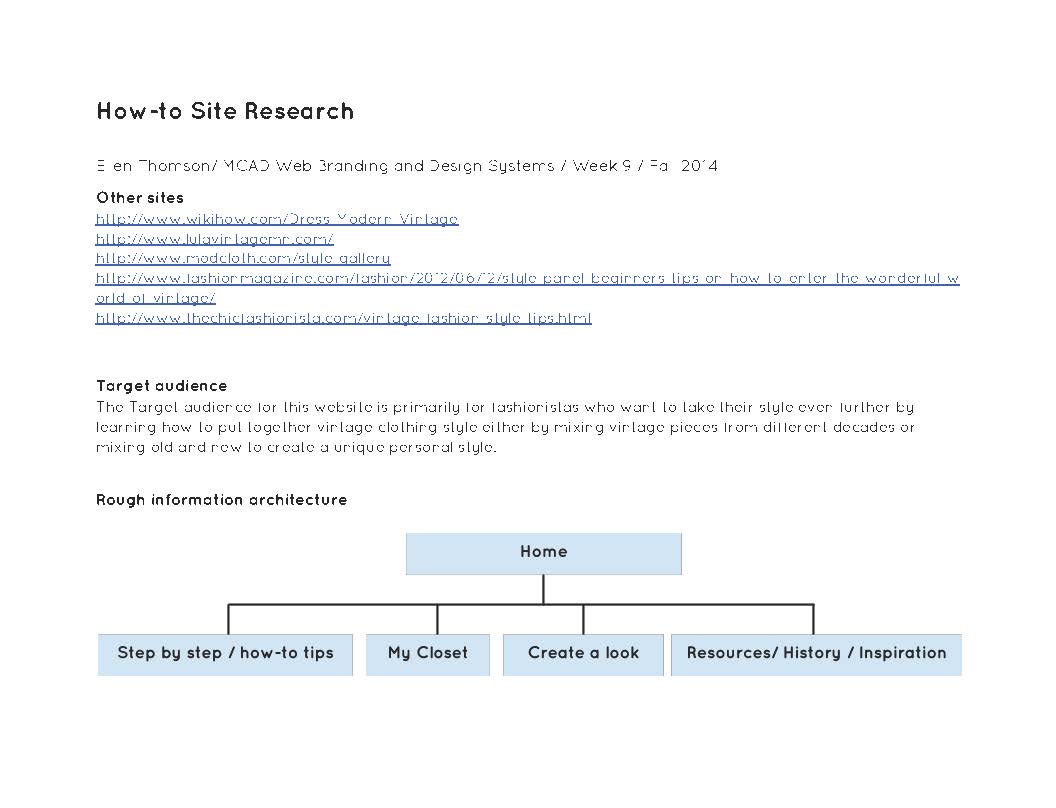 How-to Site Research
Ellen Thomson/ MCAD Web Branding and Design Systems / Week 9 / Fall 2014
Other sites
http://www.wikihow.com/Dress-Modern-Vintage
http://www.lulavintagemn.com/
http://www.modcloth.com/style-gallery
http://www.fashionmagazine.com/fashion/2012/06/12/style-panel-beginners-tips-on-how-to-enter-the-wonderful-w
orld-of-vintage/
http://www.thechicfashionista.com/vintage-fashion-style-tips.html
Target audience
The Target audience for this website is primarily for fashionistas who want to take their style even further by
learning how to put together vintage clothing style either by mixing vintage pieces from different decades or
mixing old and new to create a unique personal style.
Rough information architecture
Home
Step by step / how-to tips
My Closet
Create a look
Resources/ History / Inspiration